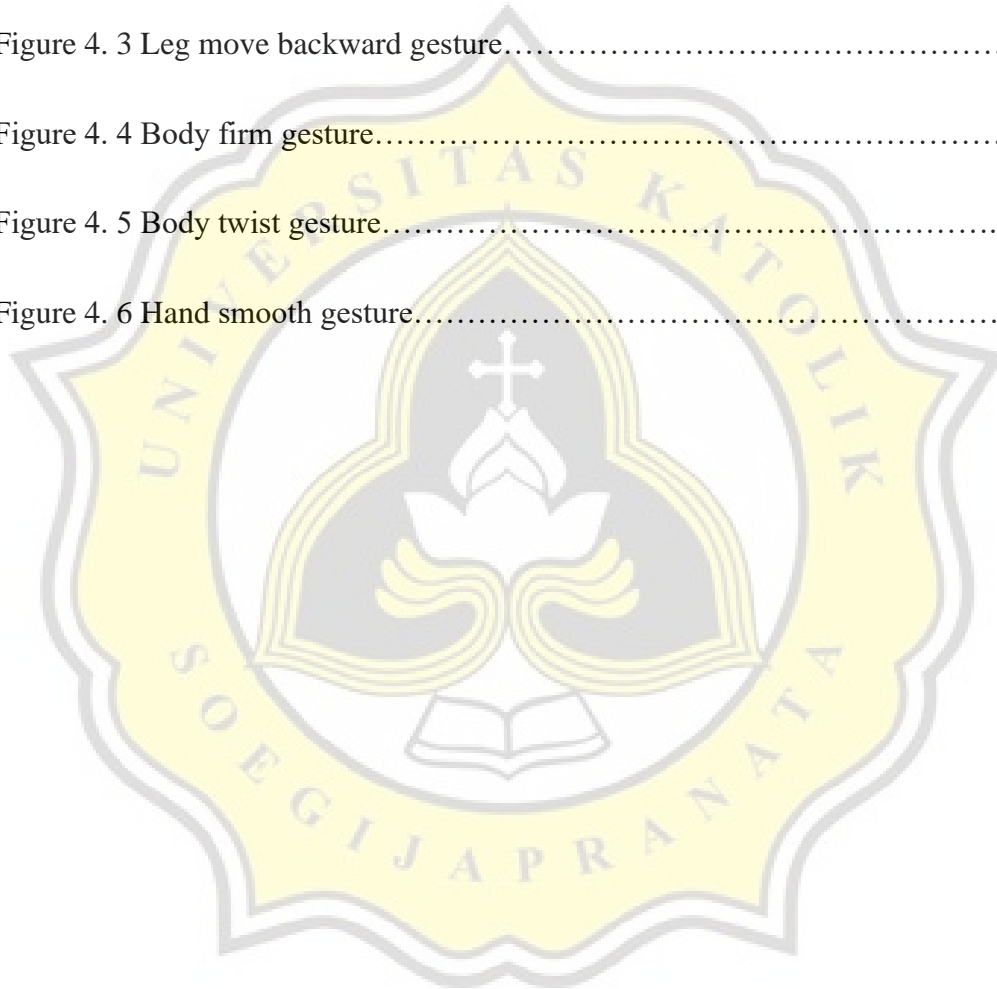 Figure 4. 3 Leg move backward gesture……………………………………………….
Figure 4. 4 Body firm gesture……………………………………………………………
Figure 4. 5 Body twist gesture……………………………………………………………
Figure 4. 6 Hand smooth gesture………………………………………………………
UNIVERSITAS KATOLIK
SOEGIJAPRANATA